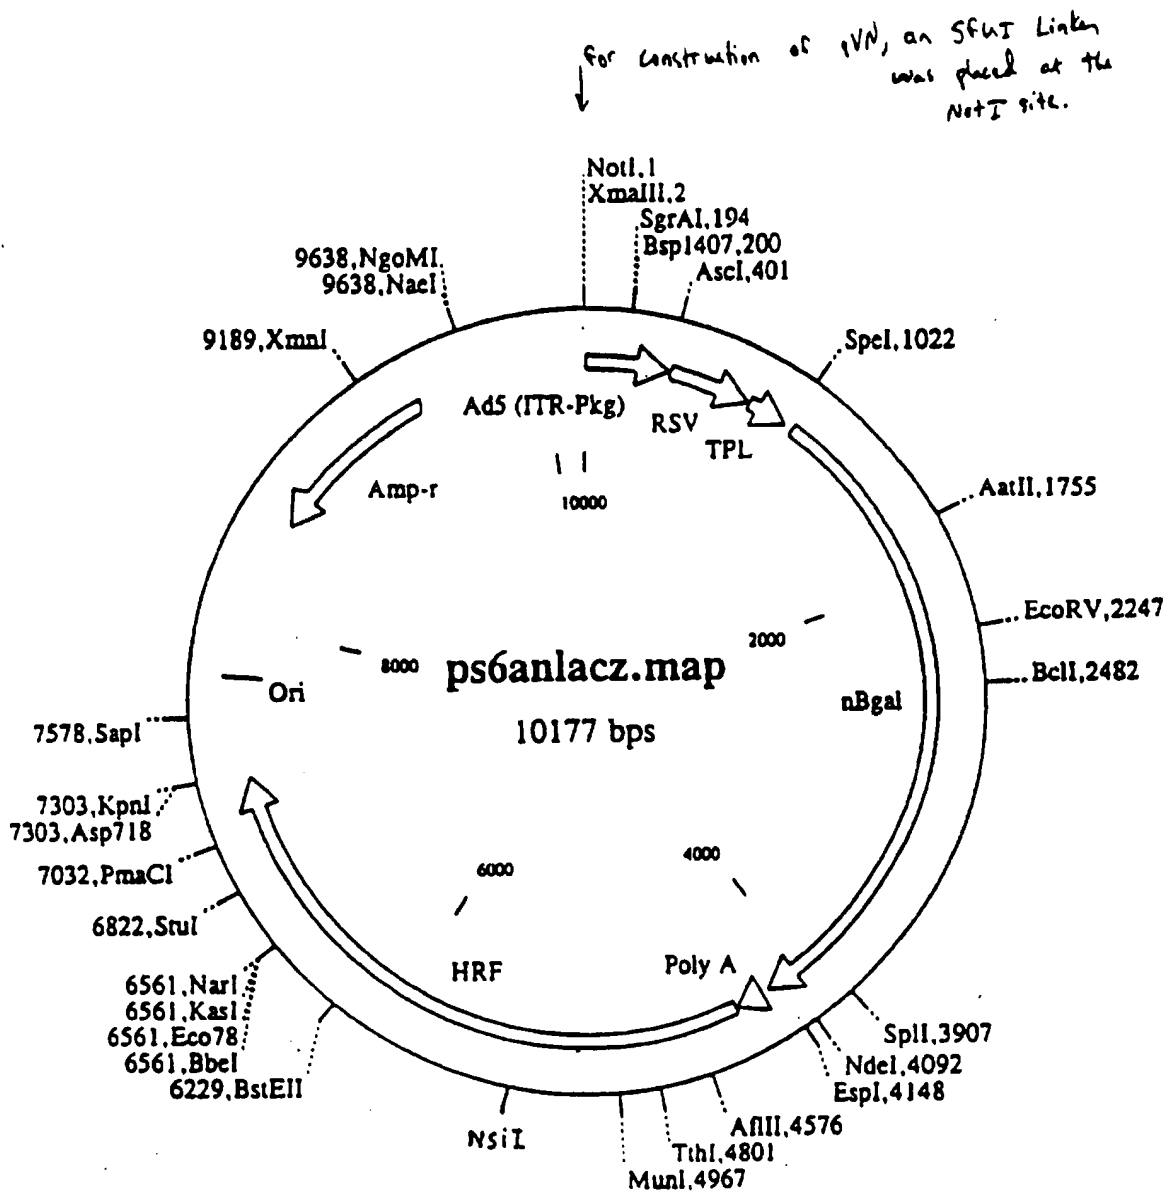 for construction of pVN, an SfuI Linker
was placed at the
NotI site.
NotI,1
XmaIII,2
SgrAI,194
Bsp1407,200
AscI,401
9638,NgoMI
9638,NaeI
9189,XmnI
SpeI,1022
Ad5 (ITR-Pkg)
RSV
TPL
Amp-r
10000
AatII,1755
EcoRV,2247
2000
8000
ps6anlacz.map
BclI,2482
Ori
nBgal
10177 bps
7578,SapI
7303,KpnI
7303,Asp718
7032,PmaCI
6822,StuI
4000
6000
HRF
Poly A
6561,NarI
6561,KasI
6561,Eco78
6561,BbeI
6229,BstEII
SplI,3907
NdeI,4092
EspI,4148
NsiI
AflII,4576
TthI,4801
MunI,4967